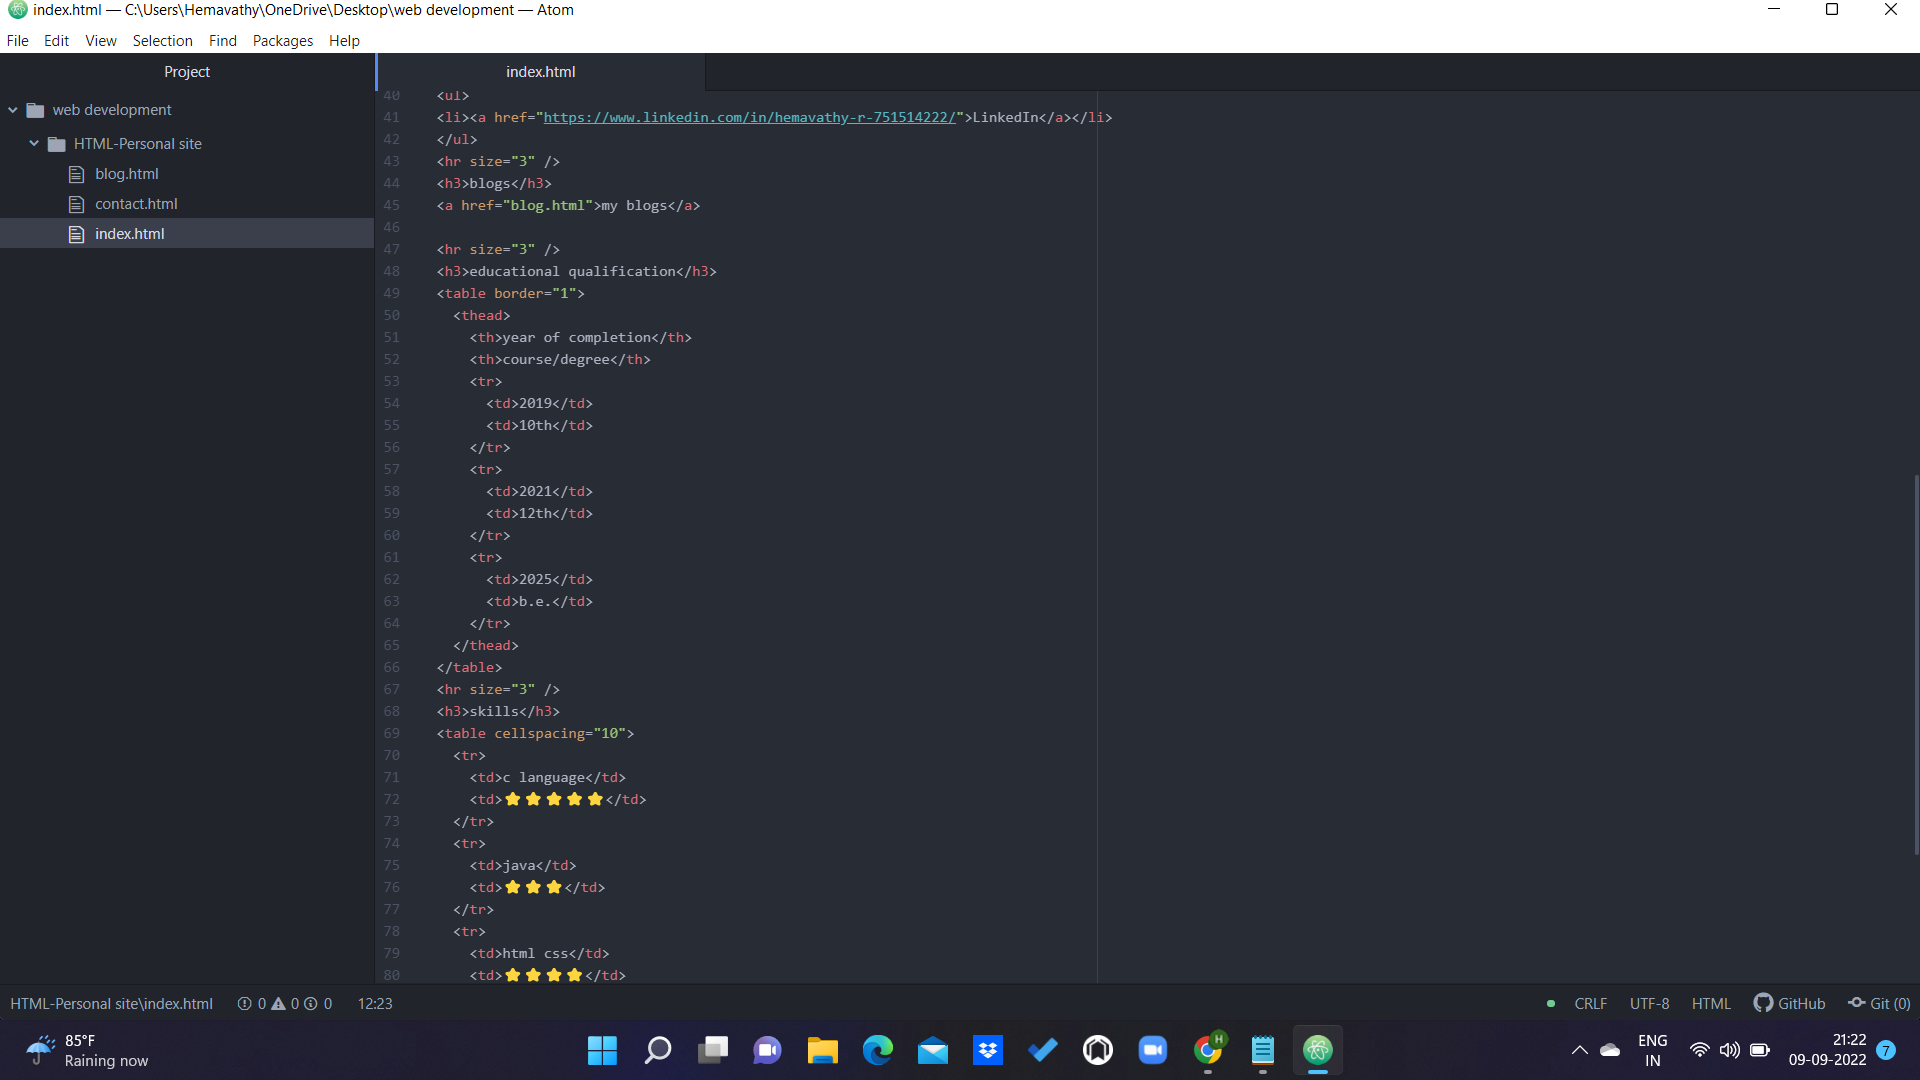 index.html — C:\Users\Hemavathy\OneDrive\Desktop\web development — Atom
File Edit View Selection Find Packages Help
Project
index.html
web development
HTML-Personal site
blog.html
contact.html
index.html
40 <ul>
41 <li><a href="https://www.linkedin.com/in/hemavathy-r-751514222/">LinkedIn</a></li>
42 </ul>
43 <hr size="3" />
44 <h3>blogs</h3>
45 <a href="blog.html">my blogs</a>
46
47 <hr size="3" />
48 <h3>educational qualification</h3>
49 <table border="1">
50 <thead>
51 <th>year of completion</th>
52 <th>course/degree</th>
53 <tr>
54 <td>2019</td>
55 <td>10th</td>
56 </tr>
57 <tr>
58 <td>2021</td>
59 <td>12th</td>
60 </tr>
61 <tr>
62 <td>2025</td>
63 <td>b.e.</td>
64 </tr>
65 </thead>
66 </table>
67 <hr size="3" />
68 <h3>skills</h3>
69 <table cellspacing="10">
70 <tr>
71 <td>c language</td>
72 <td>⭐⭐⭐⭐⭐</td>
73 </tr>
74 <tr>
75 <td>java</td>
76 <td>⭐⭐⭐</td>
77 </tr>
78 <tr>
79 <td>html css</td>
80 <td>⭐⭐⭐⭐</td>
HTML-Personal site\index.html 0 0 0 12:23 CRLF UTF-8 HTML GitHub Git (0)
85°F
Raining now
H
ENG
IN
21:22
09-09-2022
7